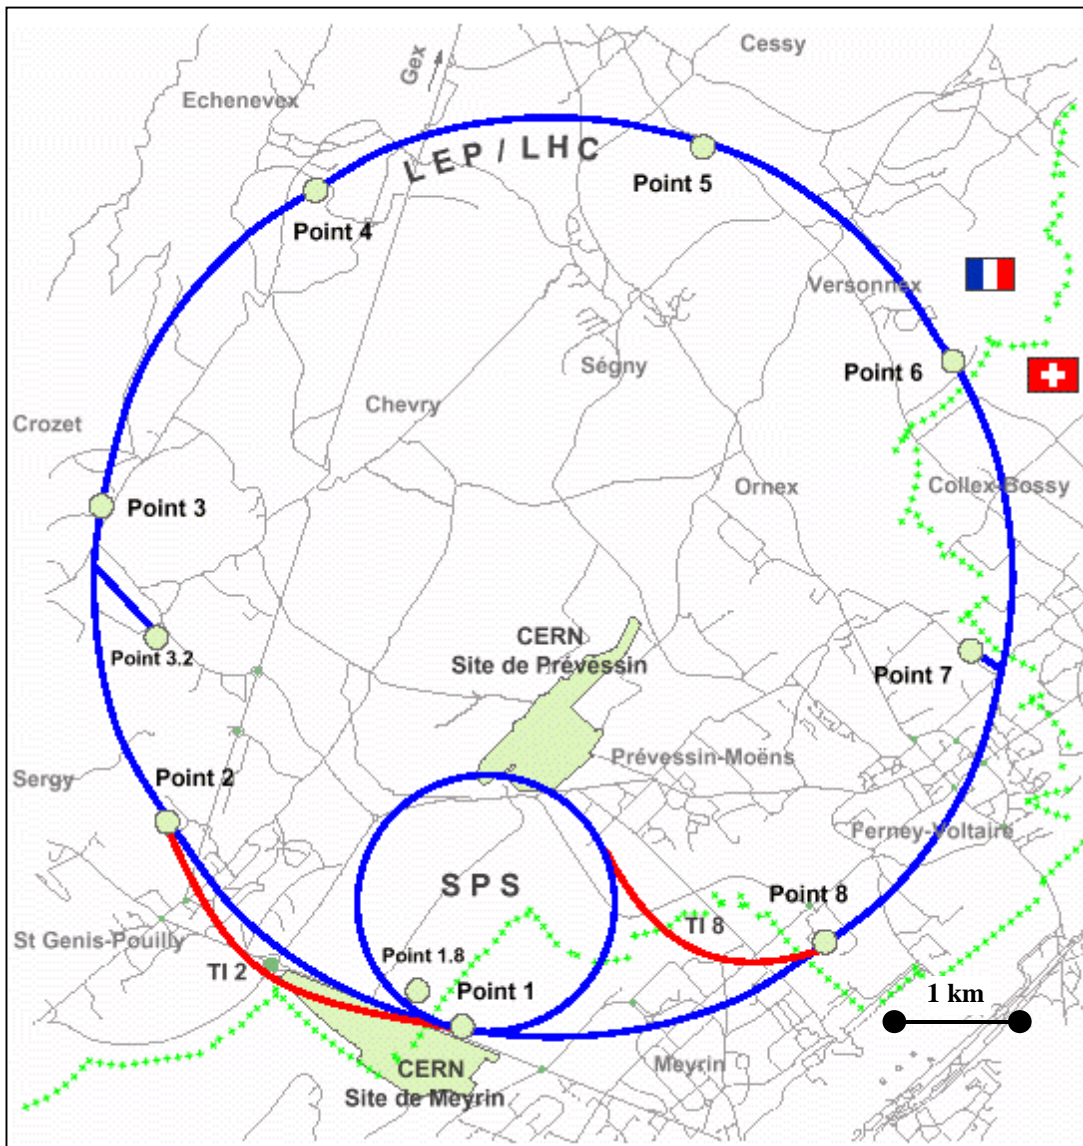 Cessy
Gex
Echenevex
LEP / LHC
Point 5
Point 4
Versonnex
Ségny
Point 6
Chevry
Crozet
Ornex
Collex-Bossy
Point 3
CERN
Site de Prévessin
Point 3.2
Point 7
Prévessin-Moëns
Sergy
Point 2
Ferney-Voltaire
SPS
Point 8
TI 8
St Genis-Pouilly
Point 1.8
TI 2
Point 1
1 km
Meyrin
CERN
Site de Meyrin